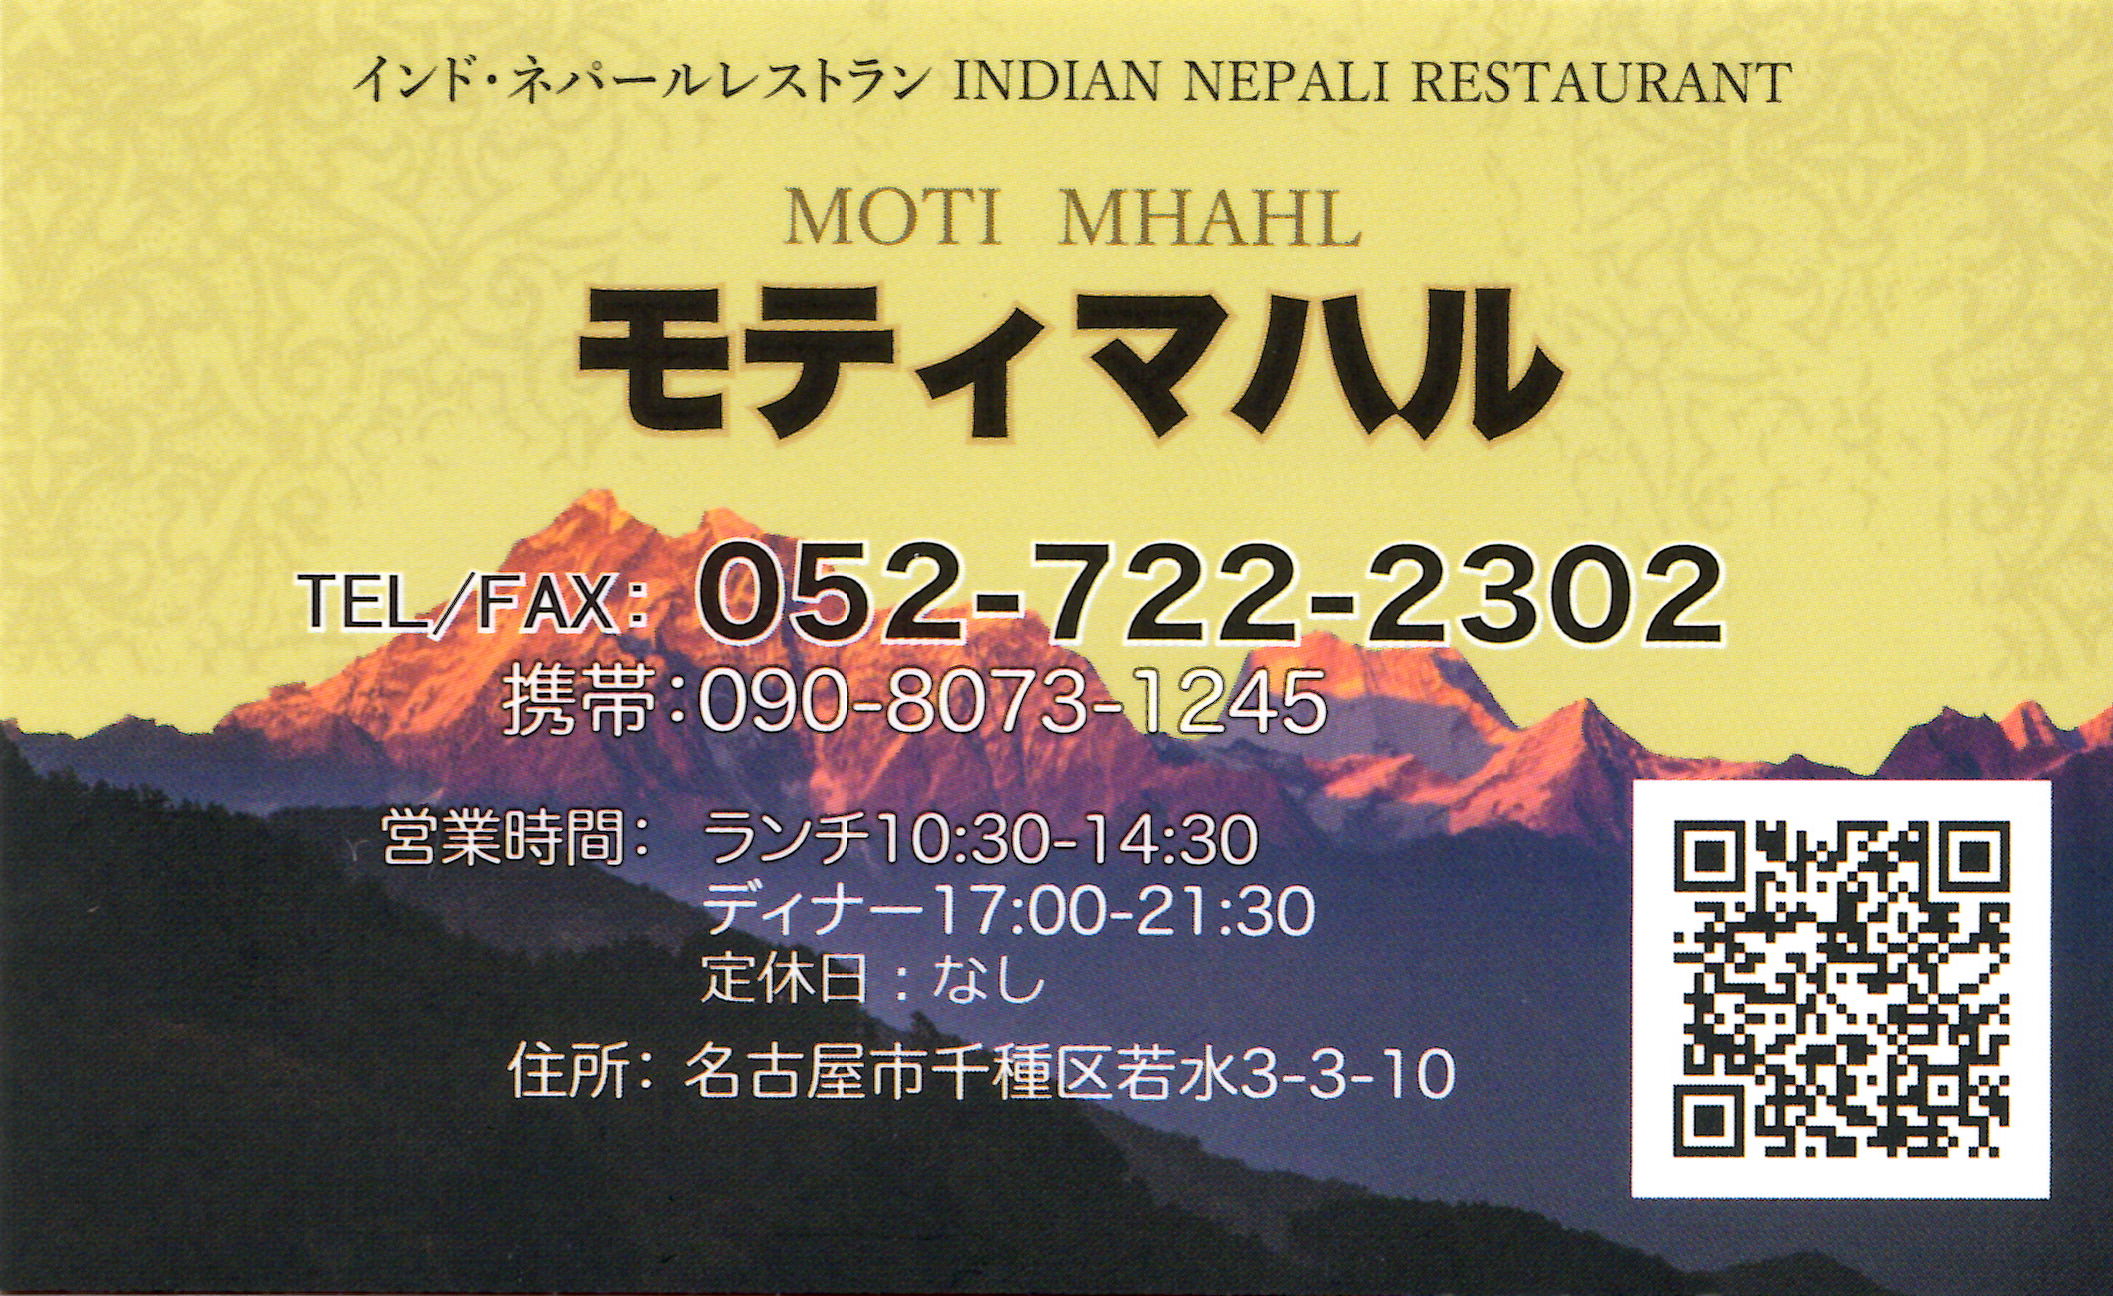 インド・ネパールレストラン INDIAN NEPALI RESTAURANT
MOTI MHAHL
モティマハル
TEL/FAX: 052-722-2302
携帯:090-8073-1245
営業時間: ランチ10:30-14:30
ディナー17:00-21:30
定休日:なし
住所: 名古屋市千種区若水3-3-10